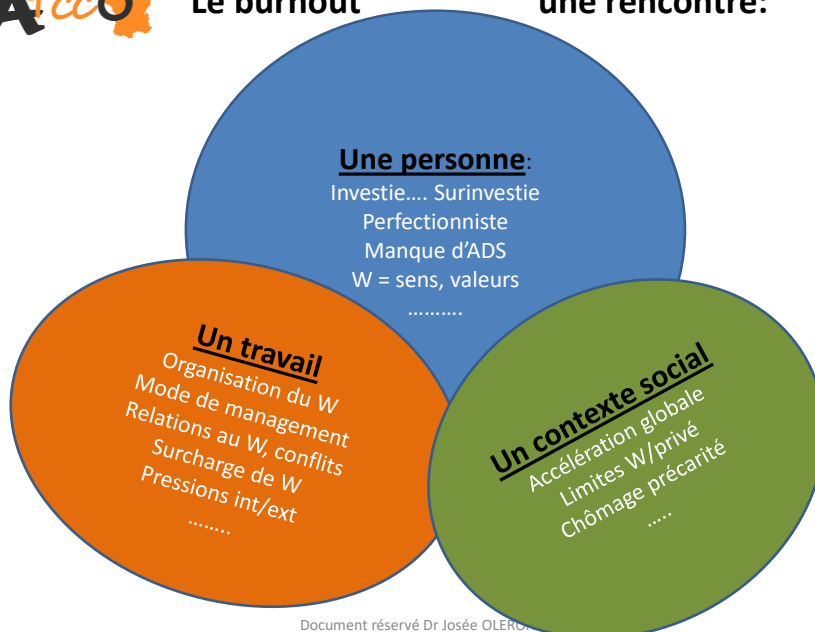 AccO
Le burnout une rencontre:
Une personne:
Investie.... Surinvestie
Perfectionniste
Manque d'ADS
W = sens, valeurs
……….
Un travail
Organisation du W
Mode de management
Relations au W, conflits
Surcharge de W
Pressions int/ext
……..
Un contexte social
Accélération globale
Limites W/privé
Chômage précarité
…..
Document réservé Dr Josée